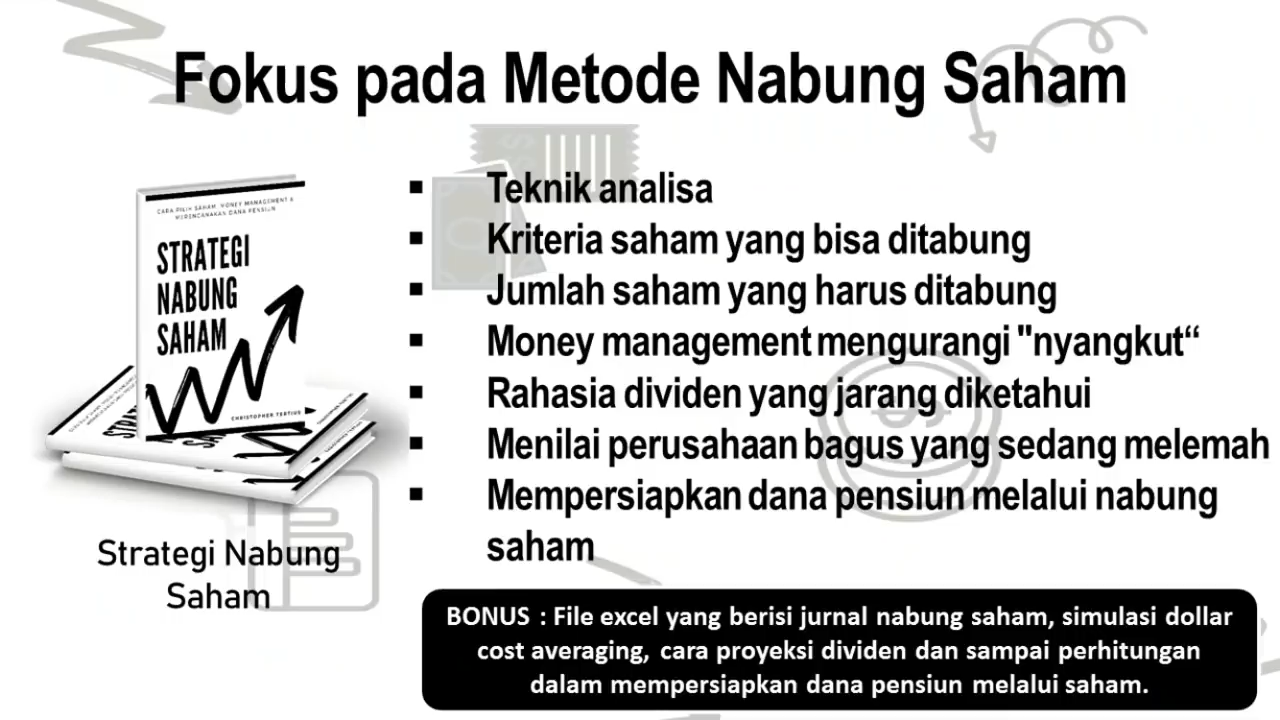 Fokus pada Metode Nabung Saham
CARA PILIH SAHAM, MONEY MANAGEMENT &
MERENCANAKAN DANA PENSIUN
STRATEGI
NABUNG
SAHAM
CHRISTOPHER TERTIUS
Strategi Nabung
Saham
▪ Teknik analisa
▪ Kriteria saham yang bisa ditabung
▪ Jumlah saham yang harus ditabung
▪ Money management mengurangi "nyangkut“
▪ Rahasia dividen yang jarang diketahui
▪ Menilai perusahaan bagus yang sedang melemah
▪ Mempersiapkan dana pensiun melalui nabung
saham
BONUS : File excel yang berisi jurnal nabung saham, simulasi dollar
cost averaging, cara proyeksi dividen dan sampai perhitungan
dalam mempersiapkan dana pensiun melalui saham.